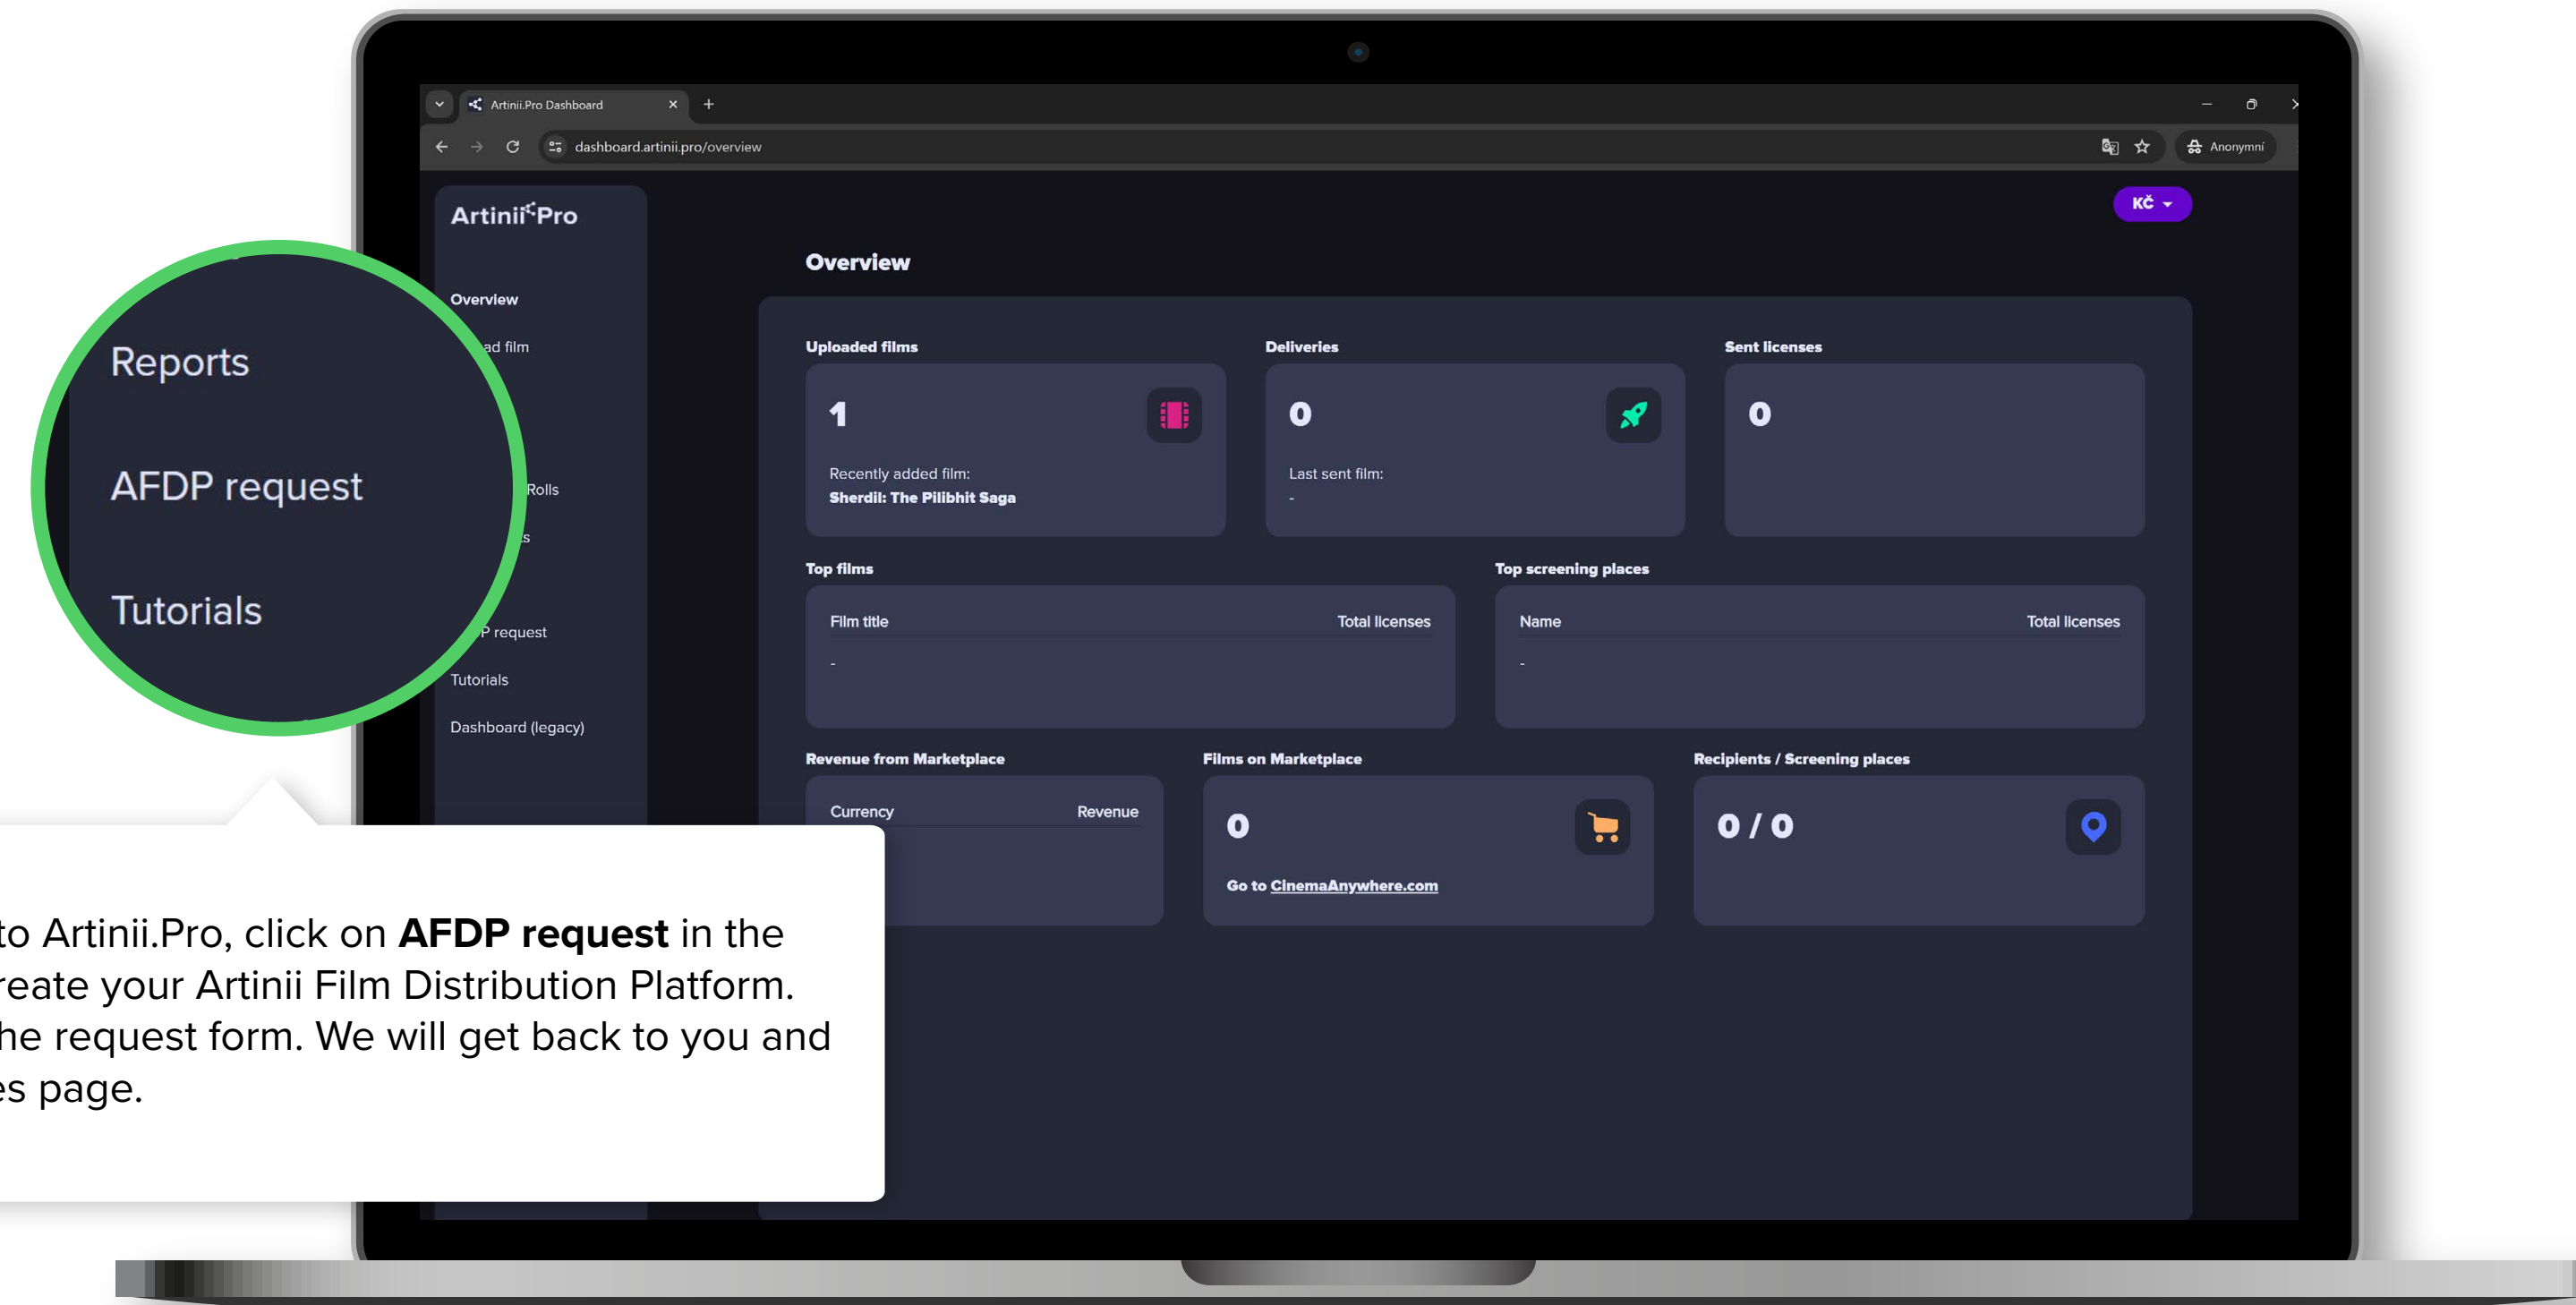 Artinii.Pro Dashboard
dashboard.artinii.pro/overview
Anonymní
Artinii Pro
KČ
Overview
Overview
Reports
AFDP request
Tutorials
film
Rolls
request
Tutorials
Dashboard (legacy)
Uploaded films
1
Recently added film:
Sherdil: The Pilibhit Saga
Deliveries
0
Last sent film:
-
Sent licenses
0
Top films
Film title Total licenses
-
Top screening places
Name Total licenses
-
Revenue from Marketplace
Currency Revenue
Films on Marketplace
0
Go to CinemaAnywhere.com
Recipients / Screening places
0 / 0
to Artinii.Pro, click on AFDP request in the
your Artinii Film Distribution Platform.
request form. We will get back to you and
page.